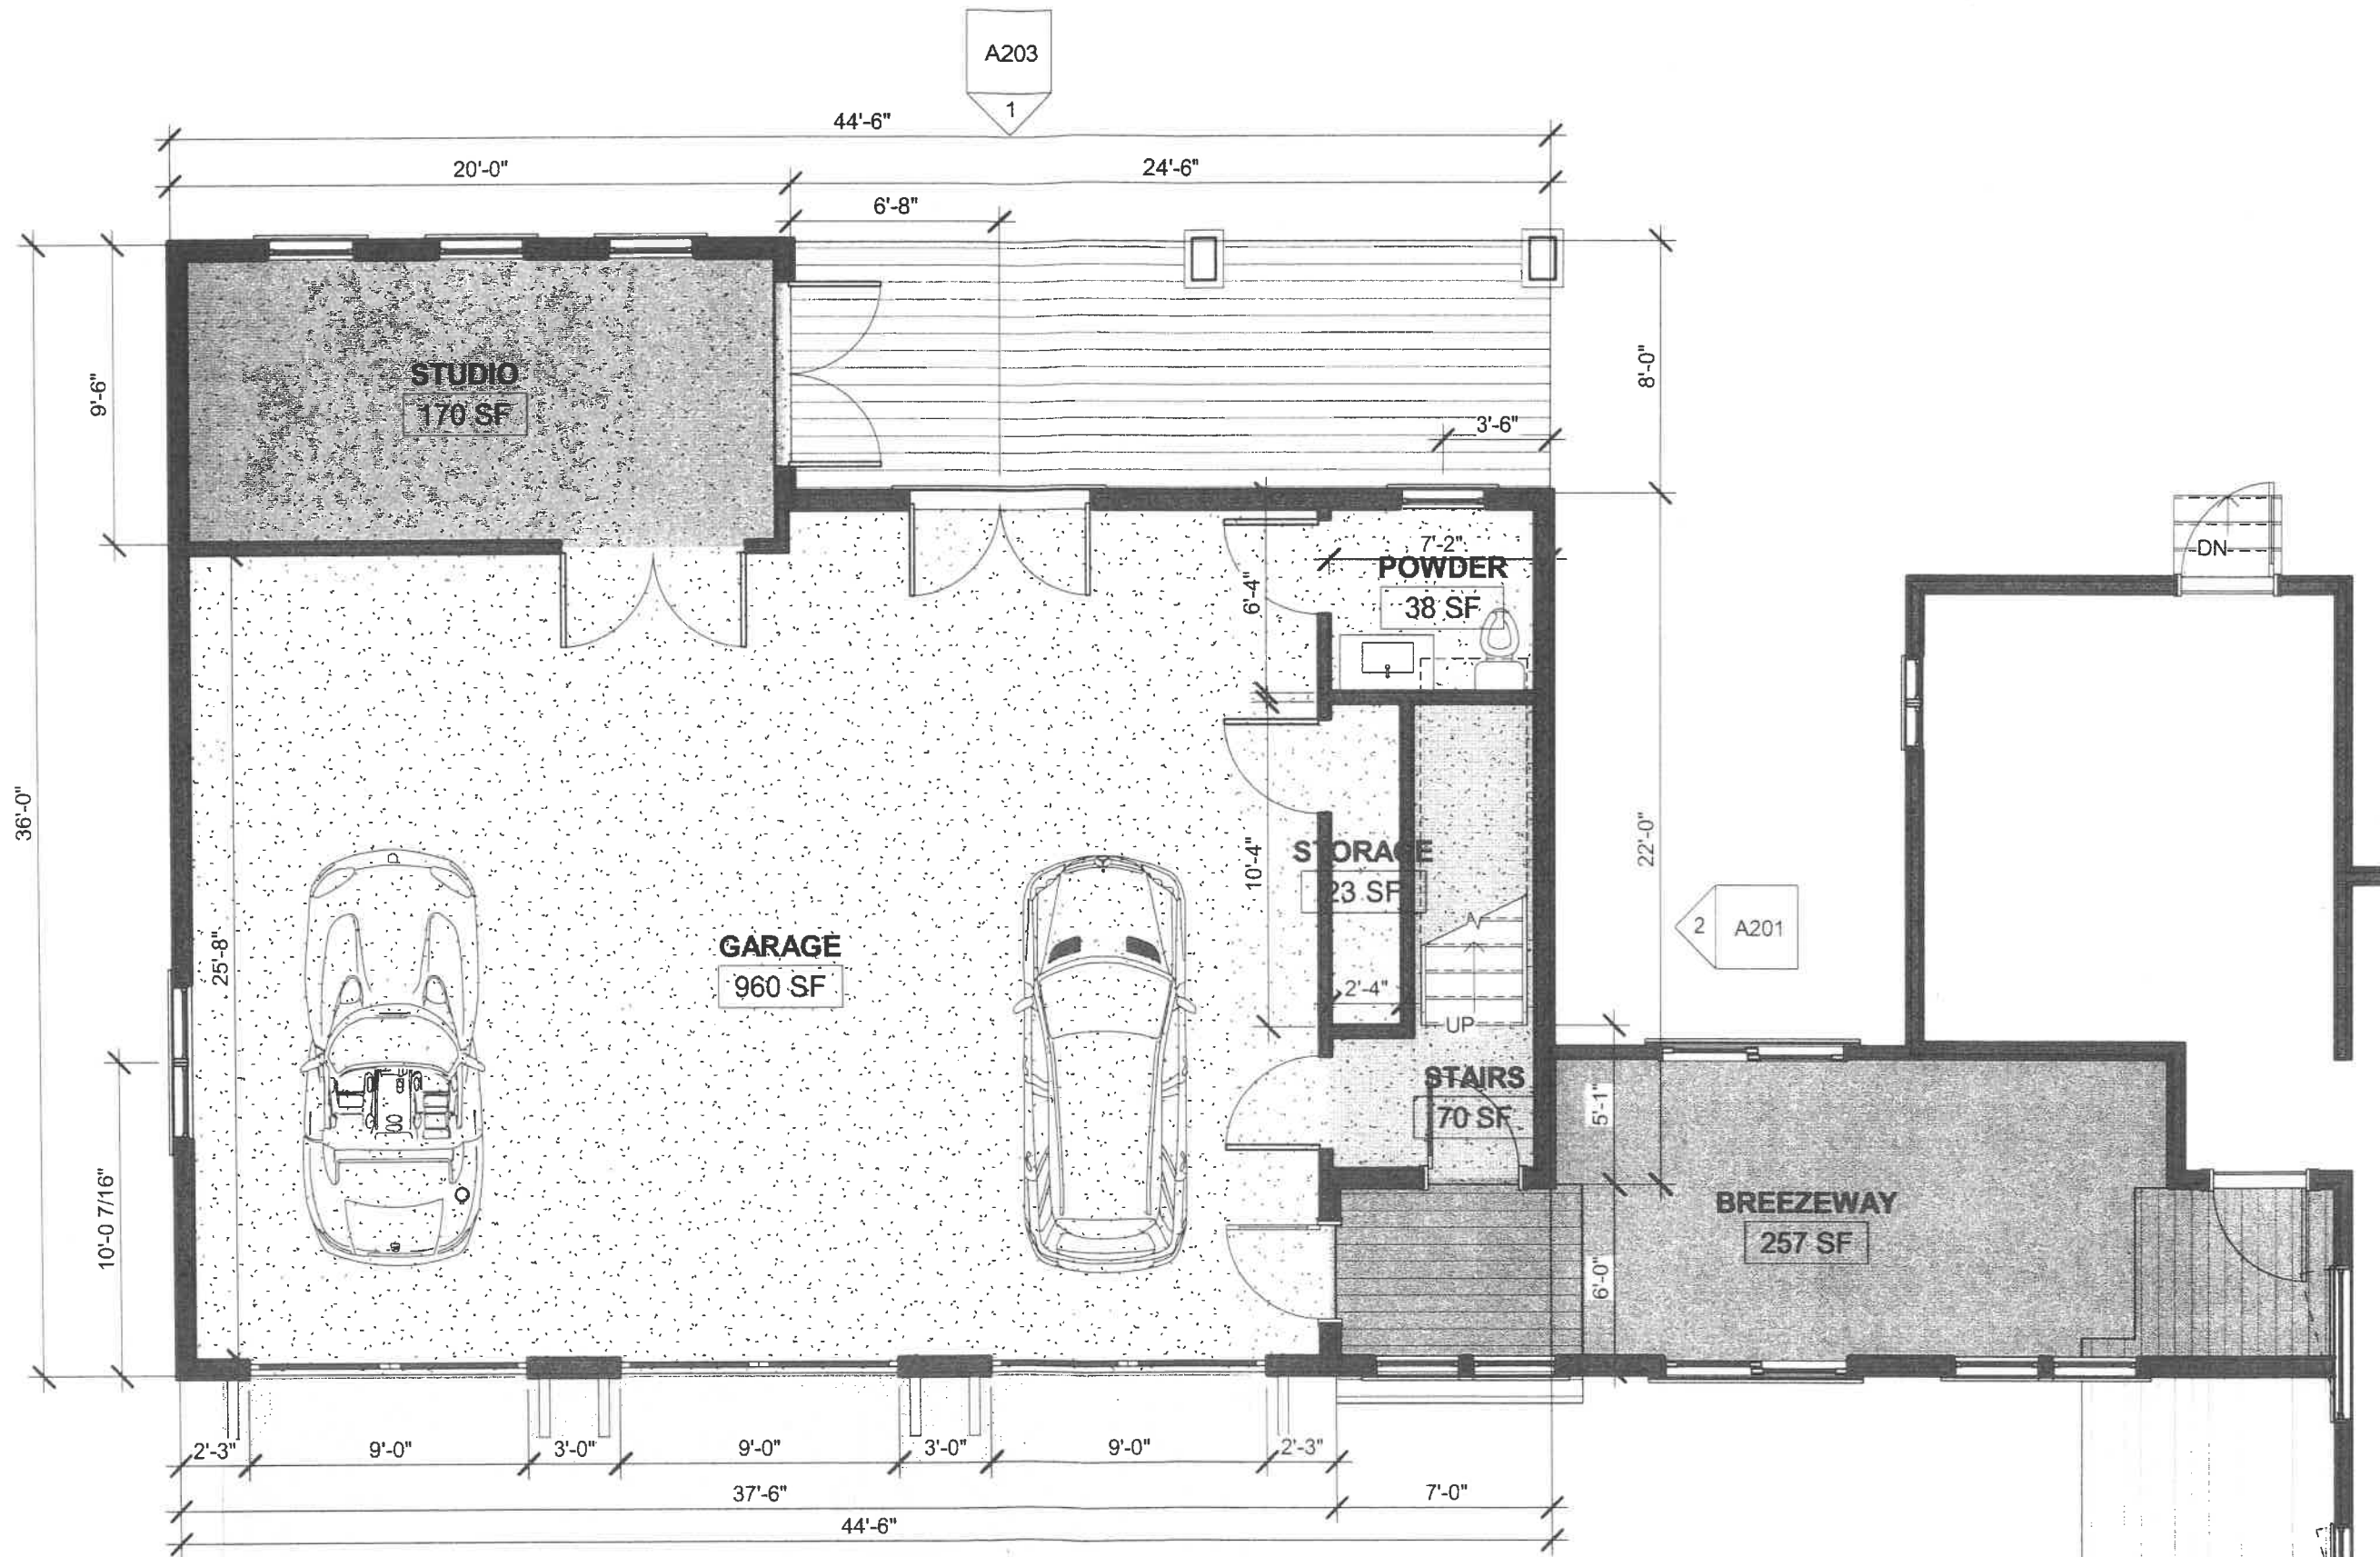 A203
1
44'-6"
20'-0"
24'-6"
6'-8"
9'-6"
8'-0"
STUDIO
170 SF
3'-6"
7'-2"
POWDER
38 SF
6'-4"
DN
36'-0"
22'-0"
10'-4"
STORAGE
23 SF
25'-8"
GARAGE
960 SF
2'-4"
UP
2
A201
STAIRS
70 SF
5'-1"
10'-0 7/16"
BREEZEWAY
257 SF
6'-0"
2'-3"
9'-0"
3'-0"
9'-0"
3'-0"
9'-0"
2'-3"
37'-6"
7'-0"
44'-6"